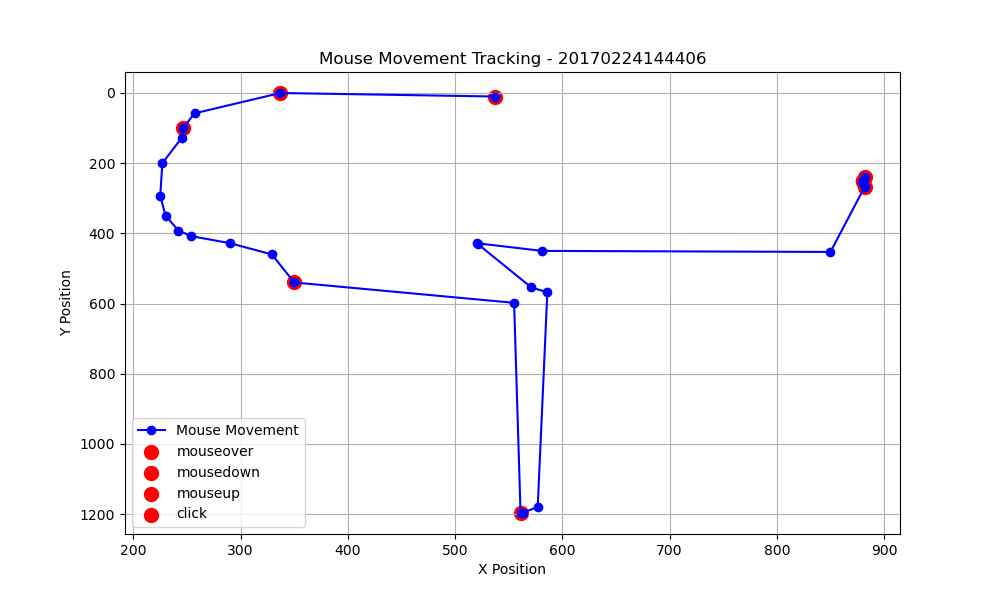 Mouse Movement Tracking - 20170224144406
0
200
400
600
800
1000
1200
Y Position
Mouse Movement
mouseover
mousedown
mouseup
click
200 300 400 500 600 700 800 900
X Position